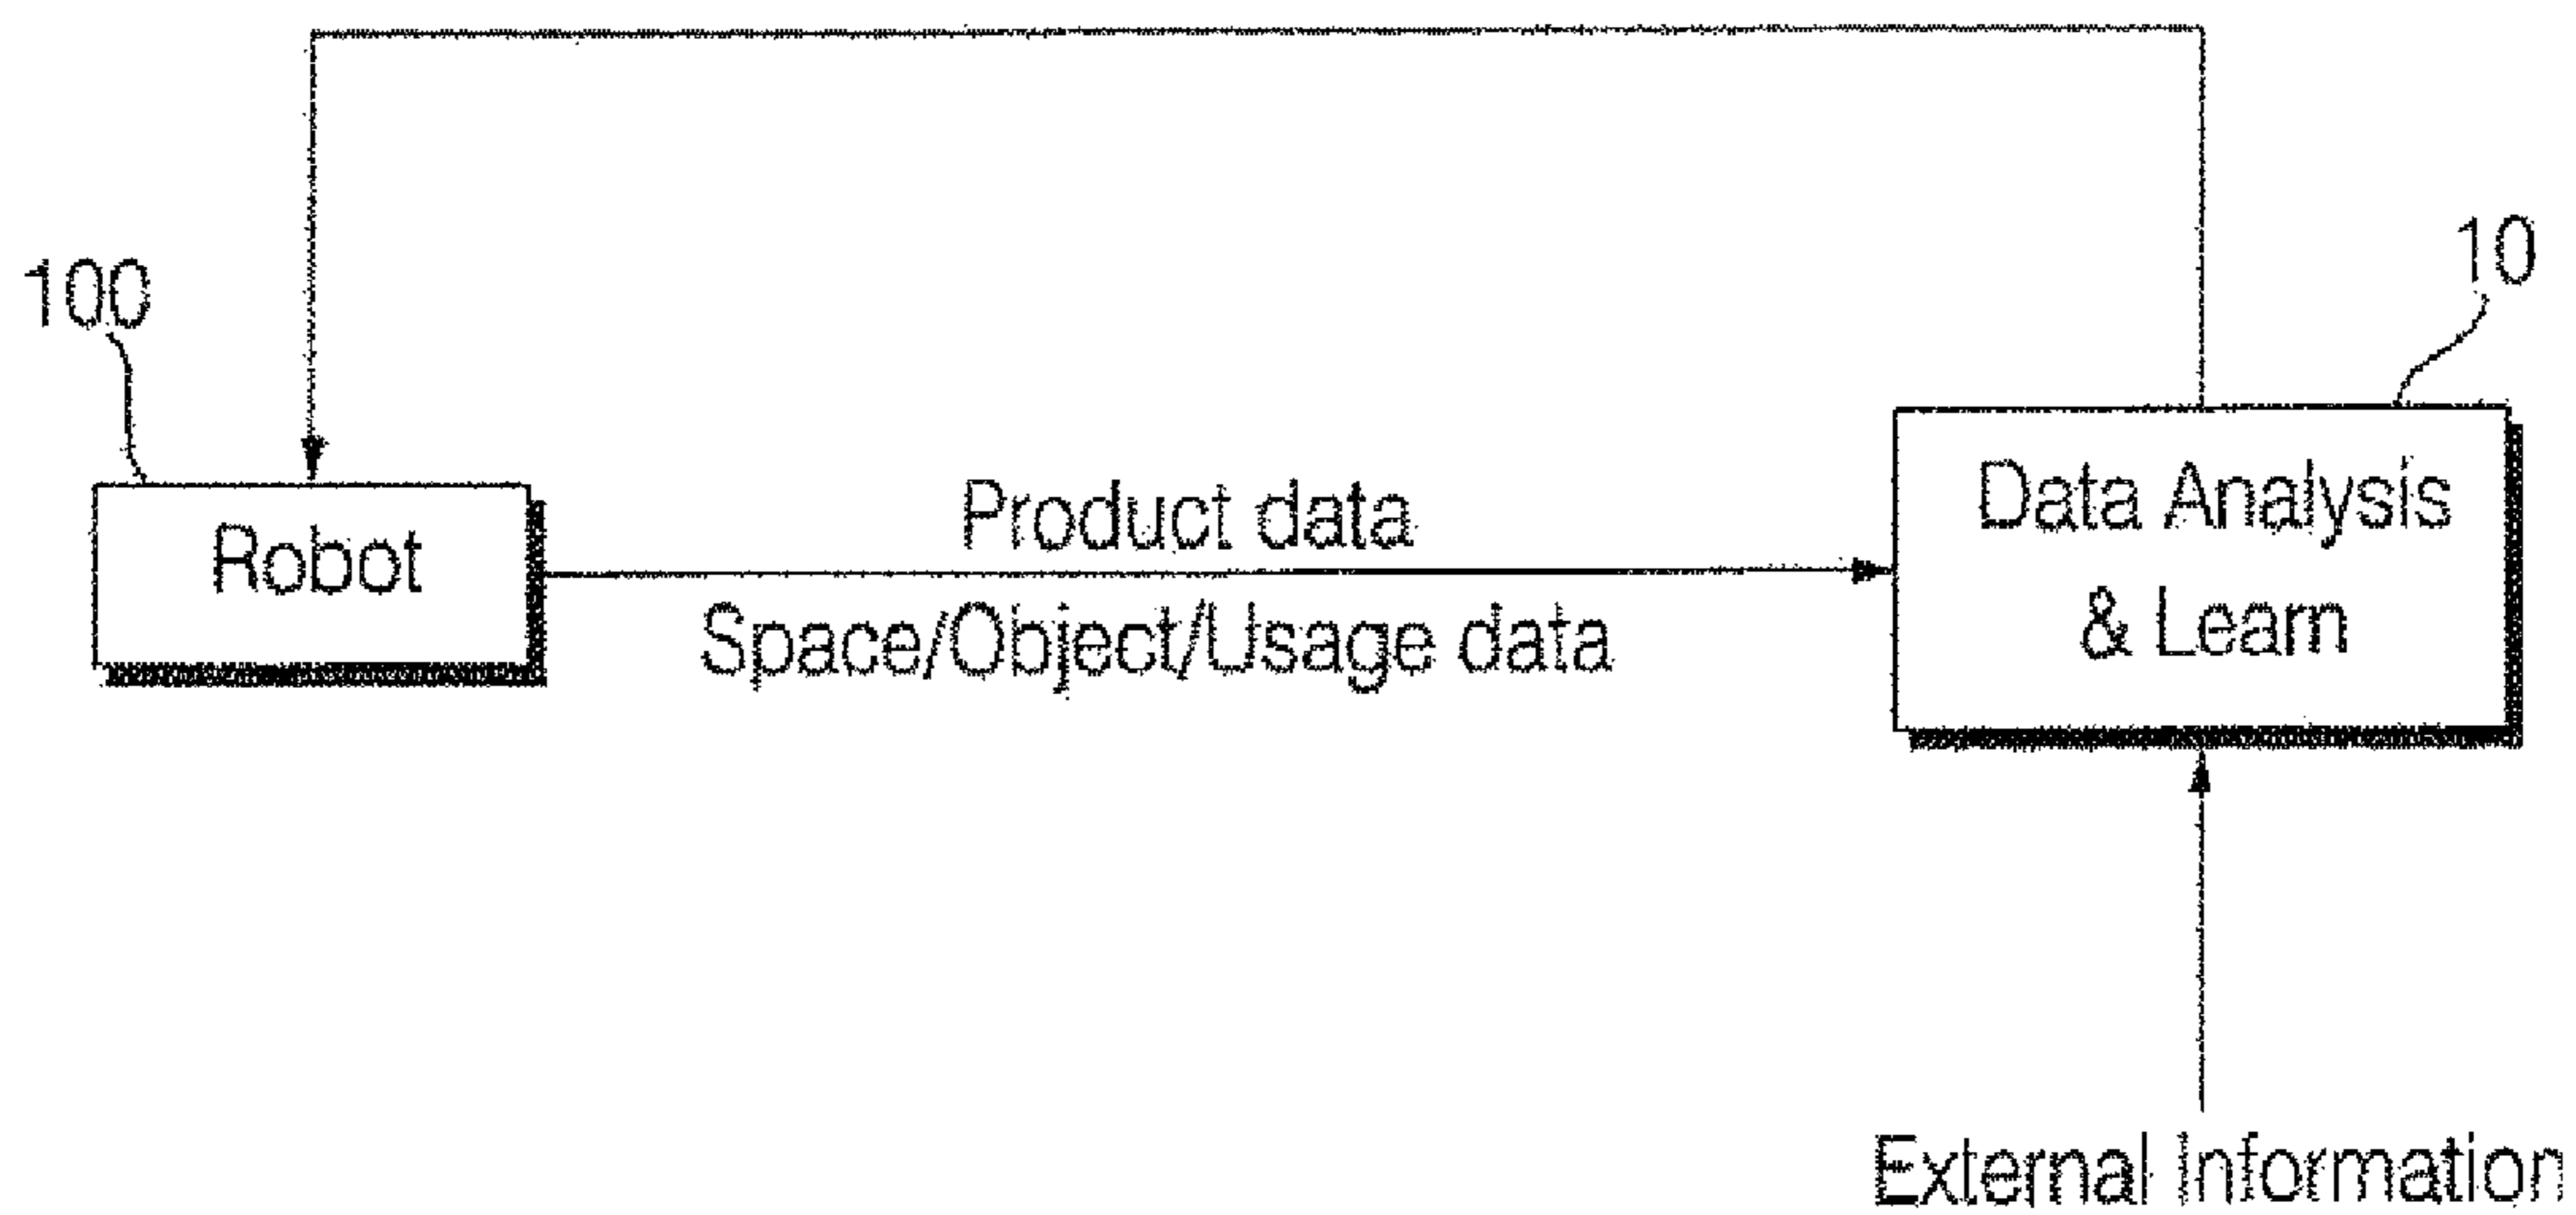 100
10
Robot
Product data
Space/Object/Usage data
Data Analysis
& Learn
External Information